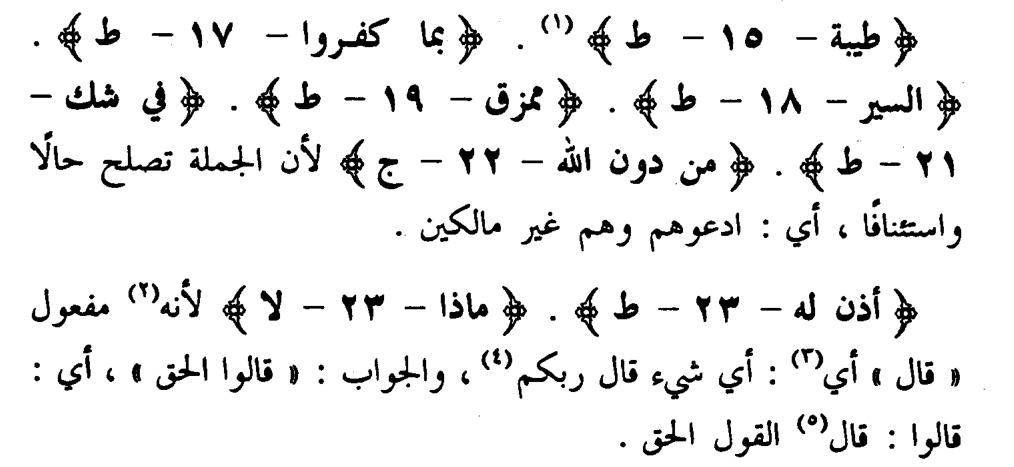 ﴿ طيبة – ١٥ – ط ﴾ (١) . ﴿ بما كفروا – ١٧ – ط ﴾ .
﴿ السير – ١٨ – ط ﴾ . ﴿ ممزق – ١٩ – ط ﴾ . ﴿ في شك –
٢١ – ط ﴾ . ﴿ من دون الله – ٢٢ – ج ﴾ لأن الجملة تصلح حالًا
واستئنافًا ، أي : ادعوهم وهم غير مالكين .
﴿ أذن له – ٢٣ – ط ﴾ . ﴿ ماذا – ٢٣ – لا ﴾ لأنه(٢) مفعول
« قال » أي(٣) : أي شيء قال ربكم(٤) ، والجواب : « قالوا الحق » ، أي :
قالوا : قال(٥) القول الحق .